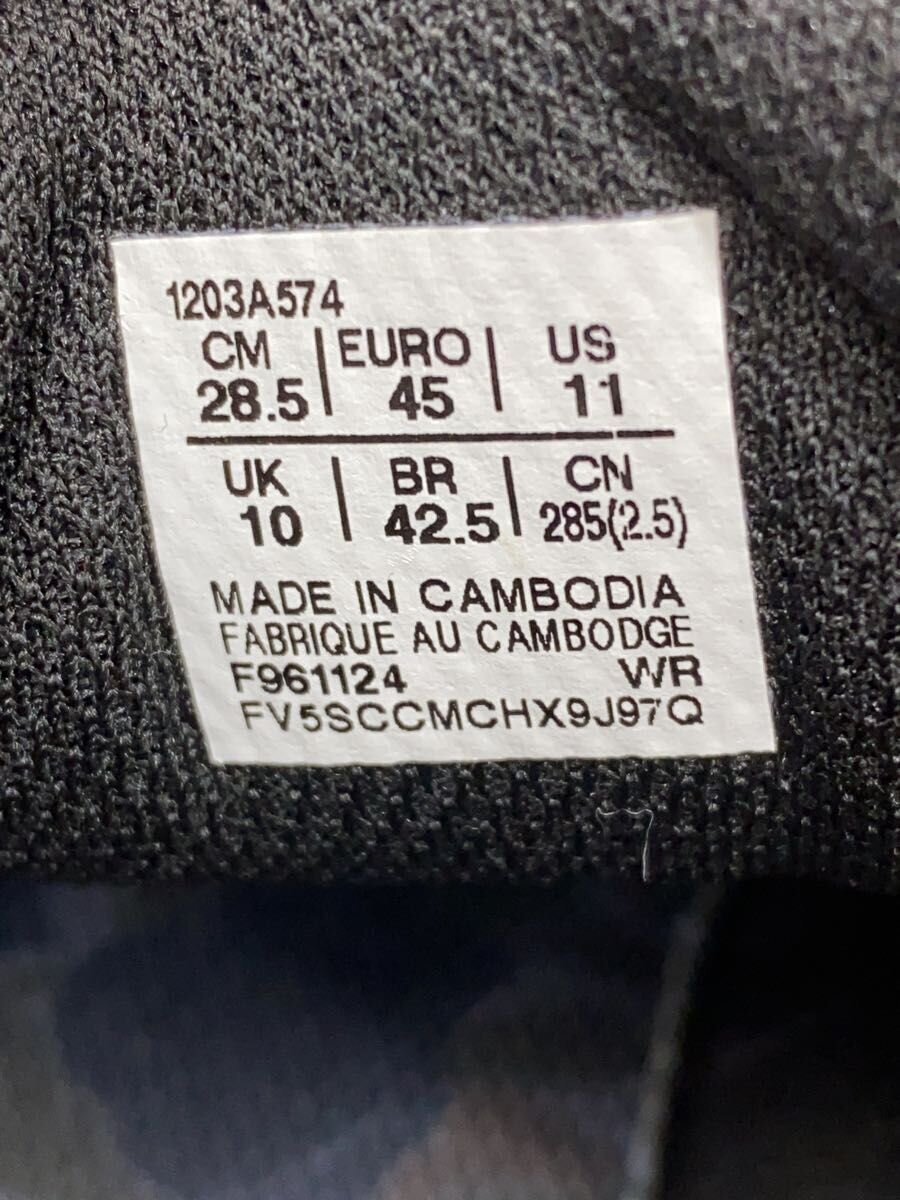 1203A574
CM | EURO | US
28.5 | 45 | 11
UK | BR | CN
10 | 42.5 | 285(2.5)
MADE IN CAMBODIA
FABRIQUE AU CAMBODGE
F961124 WR
FV5SCCMCHX9J97Q